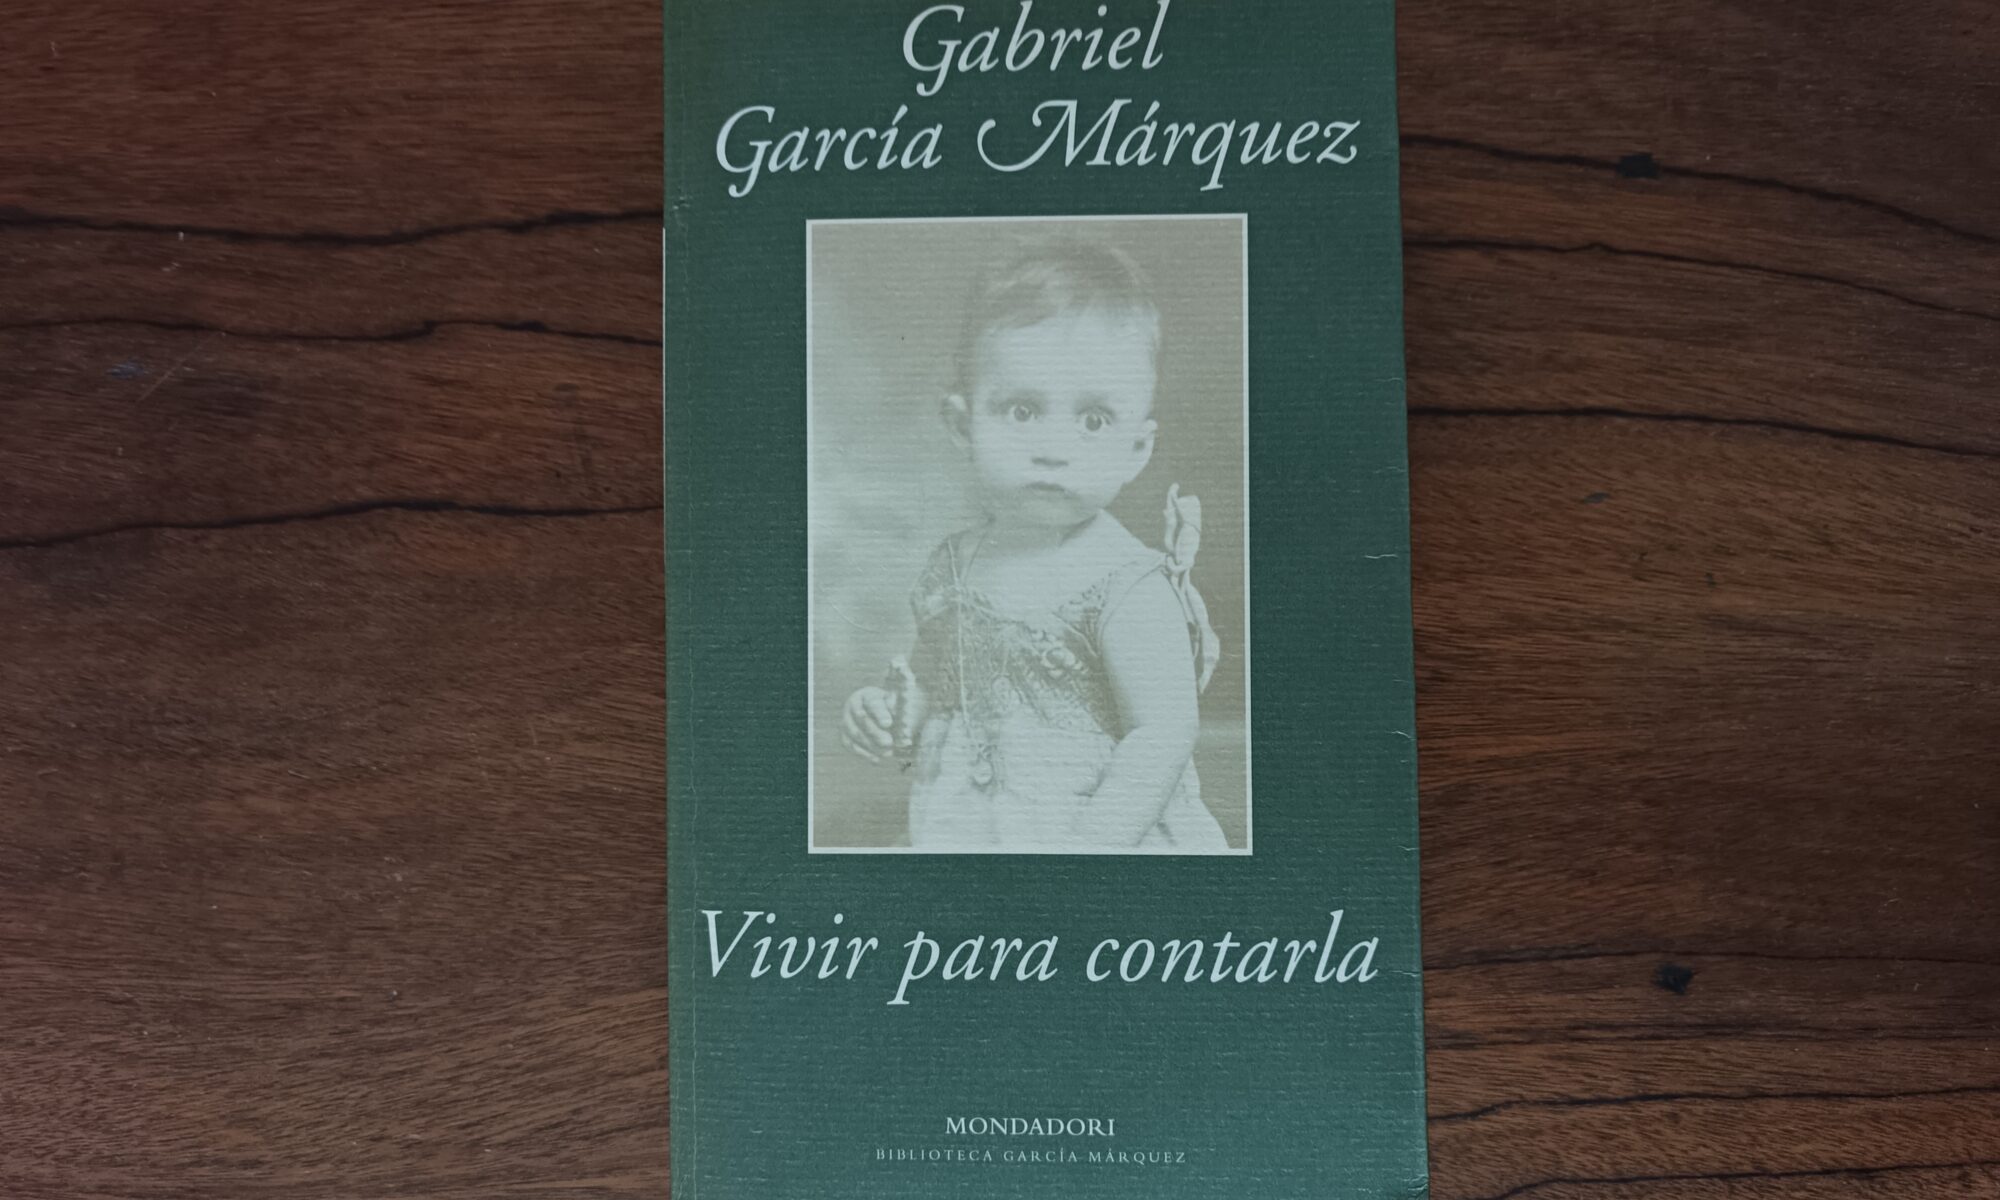 Gabriel
García Márquez
Vivir para contarla
MONDADORI
BIBLIOTECA GARCÍA MÁRQUEZ